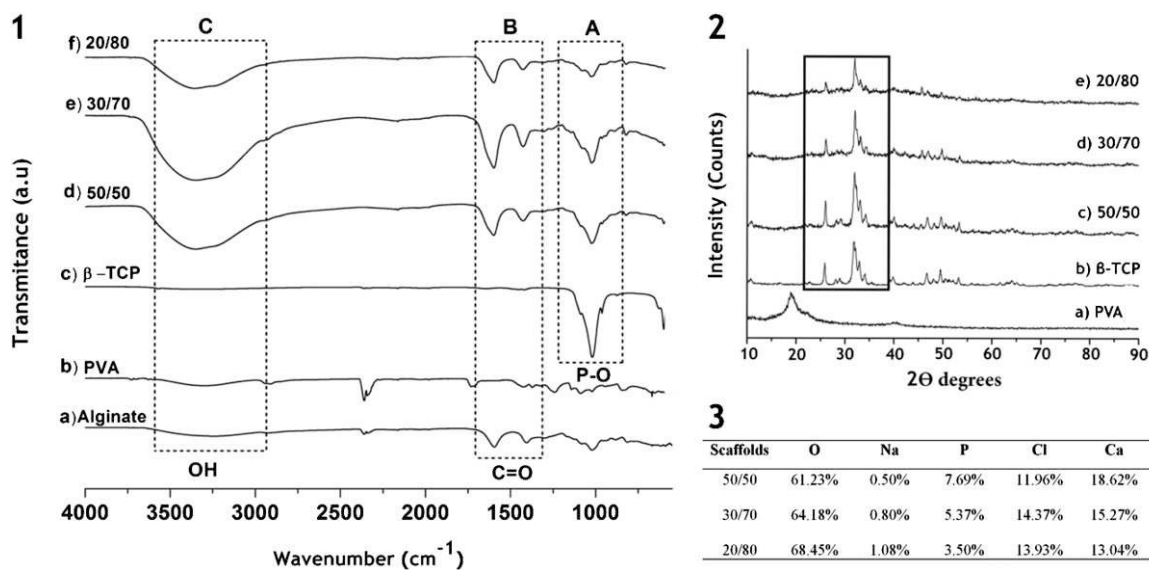 1
C
B
A
f) 20/80
e) 30/70
d) 50/50
c) β-TCP
b) PVA
a)Alginate
OH
C=O
P-O
4000 3500 3000 2500 2000 1500 1000
Wavenumber (cm⁻¹)
Transmitance (a.u)
2
e) 20/80
d) 30/70
c) 50/50
b) ß-TCP
a) PVA
10 20 30 40 50 60 70 80 90
2Θ degrees
Intensity (Counts)
3
Scaffolds O Na P Cl Ca
50/50 61.23% 0.50% 7.69% 11.96% 18.62%
30/70 64.18% 0.80% 5.37% 14.37% 15.27%
20/80 68.45% 1.08% 3.50% 13.93% 13.04%